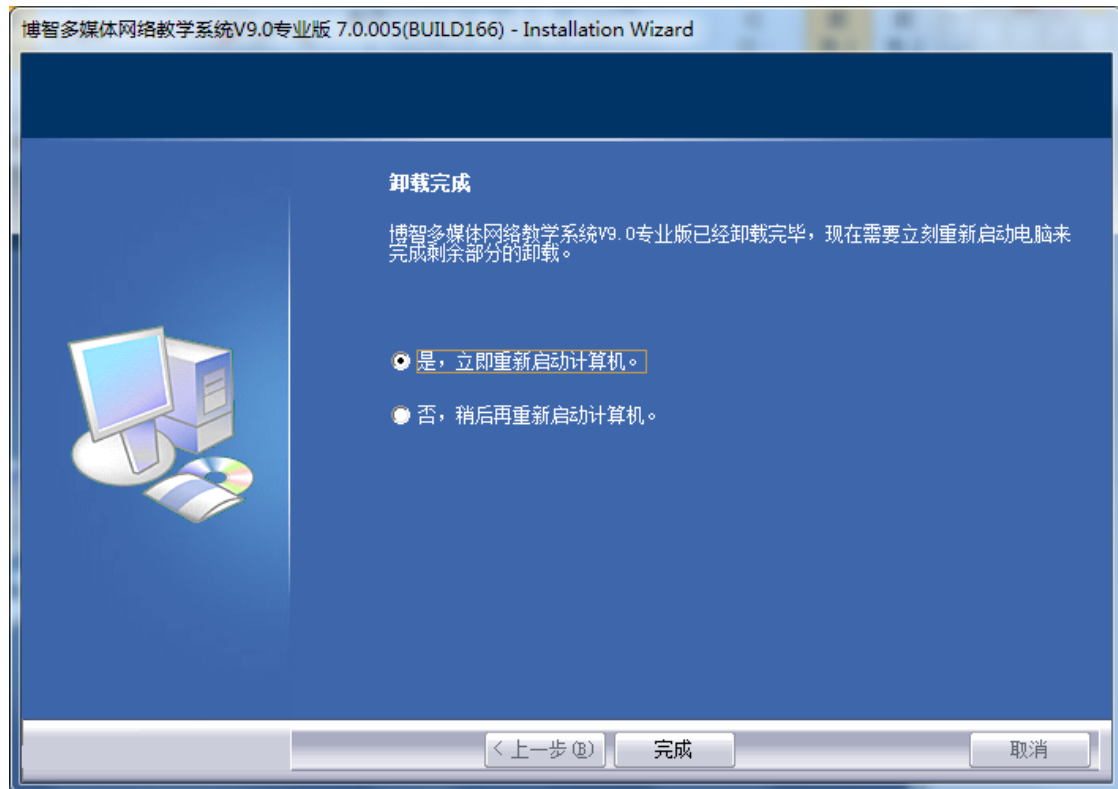 博智多媒体网络教学系统V9.0专业版 7.0.005(BUILD166) - Installation Wizard
卸载完成
博智多媒体网络教学系统V9.0专业版已经卸载完毕，现在需要立刻重新启动电脑来
完成剩余部分的卸载。
是，立即重新启动计算机。
否，稍后再重新启动计算机。
<上一步(B)
完成
取消